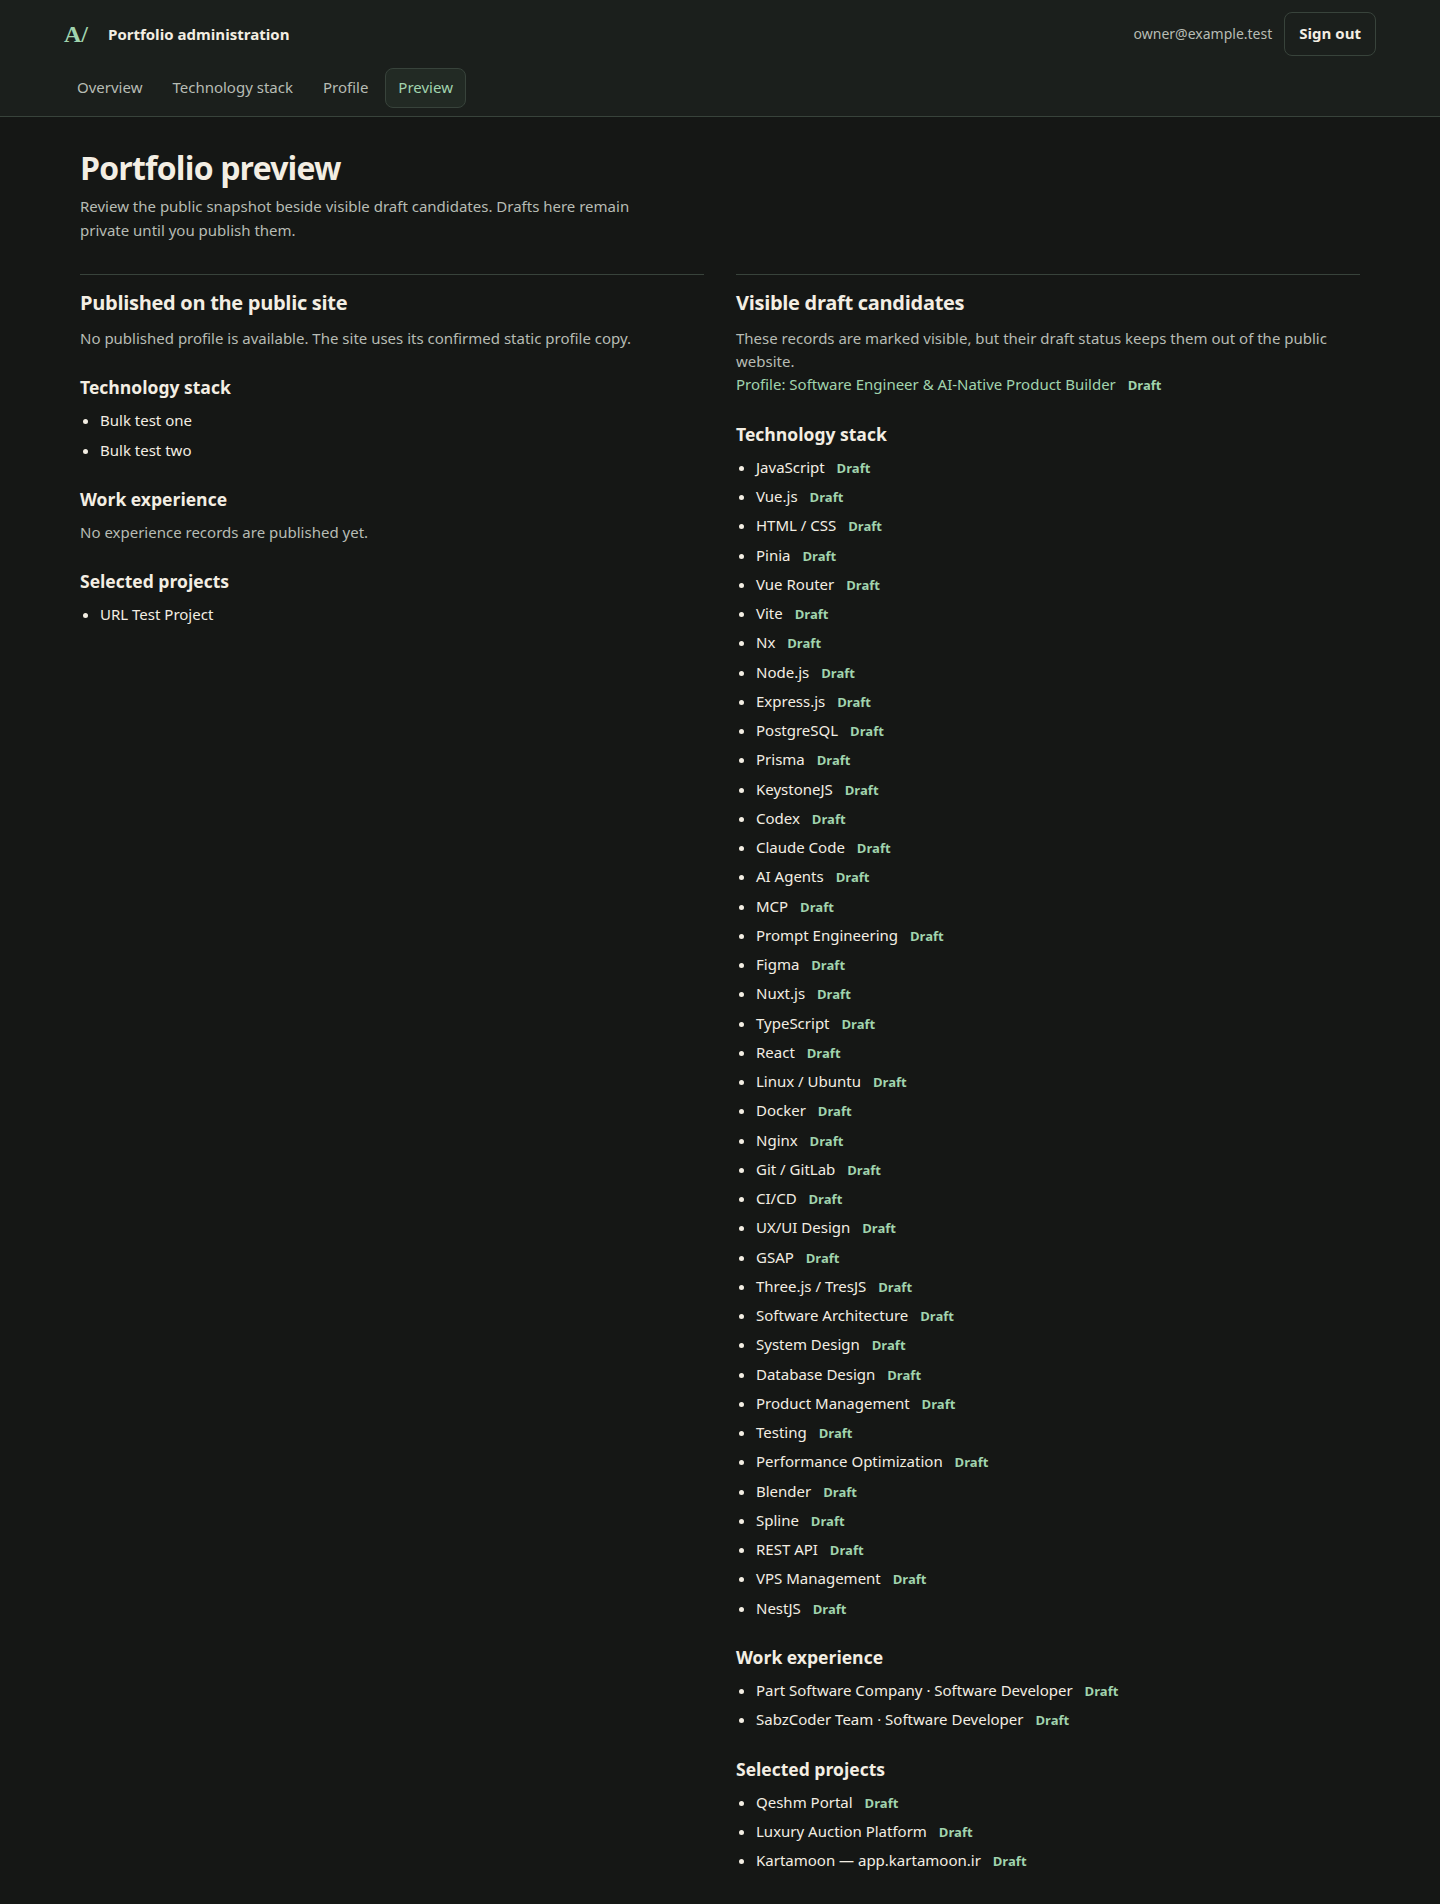 A/ Portfolio administration
owner@example.test Sign out
Overview Technology stack Profile Preview
Portfolio preview
Review the public snapshot beside visible draft candidates. Drafts here remain
private until you publish them.
Published on the public site
No published profile is available. The site uses its confirmed static profile copy.
Technology stack
Bulk test one
Bulk test two
Work experience
No experience records are published yet.
Selected projects
URL Test Project
Visible draft candidates
These records are marked visible, but their draft status keeps them out of the public
website.
Profile: Software Engineer & AI-Native Product Builder Draft
Technology stack
JavaScript Draft
Vue.js Draft
HTML / CSS Draft
Pinia Draft
Vue Router Draft
Vite Draft
Nx Draft
Node.js Draft
Express.js Draft
PostgreSQL Draft
Prisma Draft
KeystoneJS Draft
Codex Draft
Claude Code Draft
AI Agents Draft
MCP Draft
Prompt Engineering Draft
Figma Draft
Nuxt.js Draft
TypeScript Draft
React Draft
Linux / Ubuntu Draft
Docker Draft
Nginx Draft
Git / GitLab Draft
CI/CD Draft
UX/UI Design Draft
GSAP Draft
Three.js / TresJS Draft
Software Architecture Draft
System Design Draft
Database Design Draft
Product Management Draft
Testing Draft
Performance Optimization Draft
Blender Draft
Spline Draft
REST API Draft
VPS Management Draft
NestJS Draft
Work experience
Part Software Company · Software Developer Draft
SabzCoder Team · Software Developer Draft
Selected projects
Qeshm Portal Draft
Luxury Auction Platform Draft
Kartamoon — app.kartamoon.ir Draft